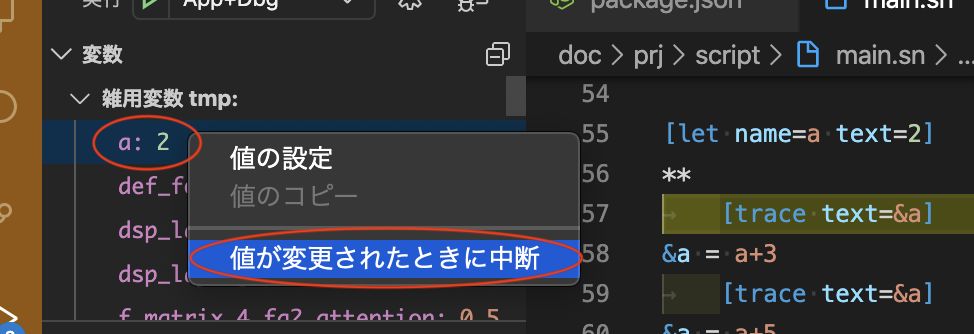 実行
App+Dbg
変数
雑用変数 tmp:
a: 2
値の設定
値のコピー
値が変更されたときに中断
f_matrix_4_fg2_attention: 0.5
package.json
main.sn
doc > prj > script > main.sn > ...
54
55 [let name=a text=2]
56 **
57 → [trace text=&a]
58 &a = a+3
59 → [trace text=&a]
60 &a = a+5